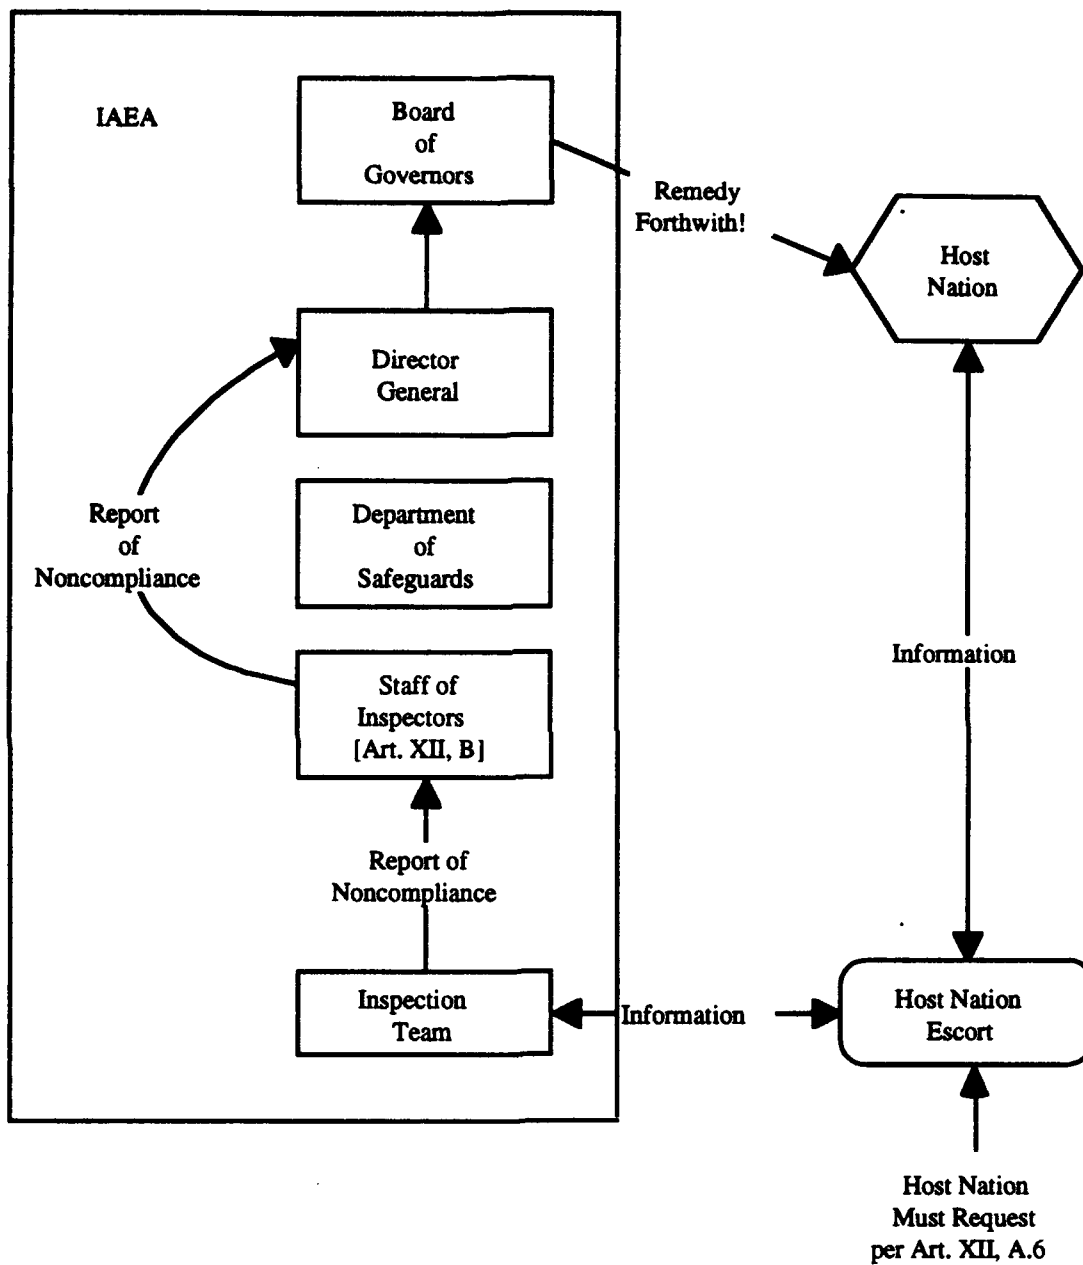 IAEA
Board
of
Governors
Remedy
Forthwith!
Host
Nation
Director
General
Report
of
Noncompliance
Department
of
Safeguards
Information
Staff of
Inspectors
[Art. XII, B]
Report of
Noncompliance
Inspection
Team
Information
Host Nation
Escort
Host Nation
Must Request
per Art. XII, A.6